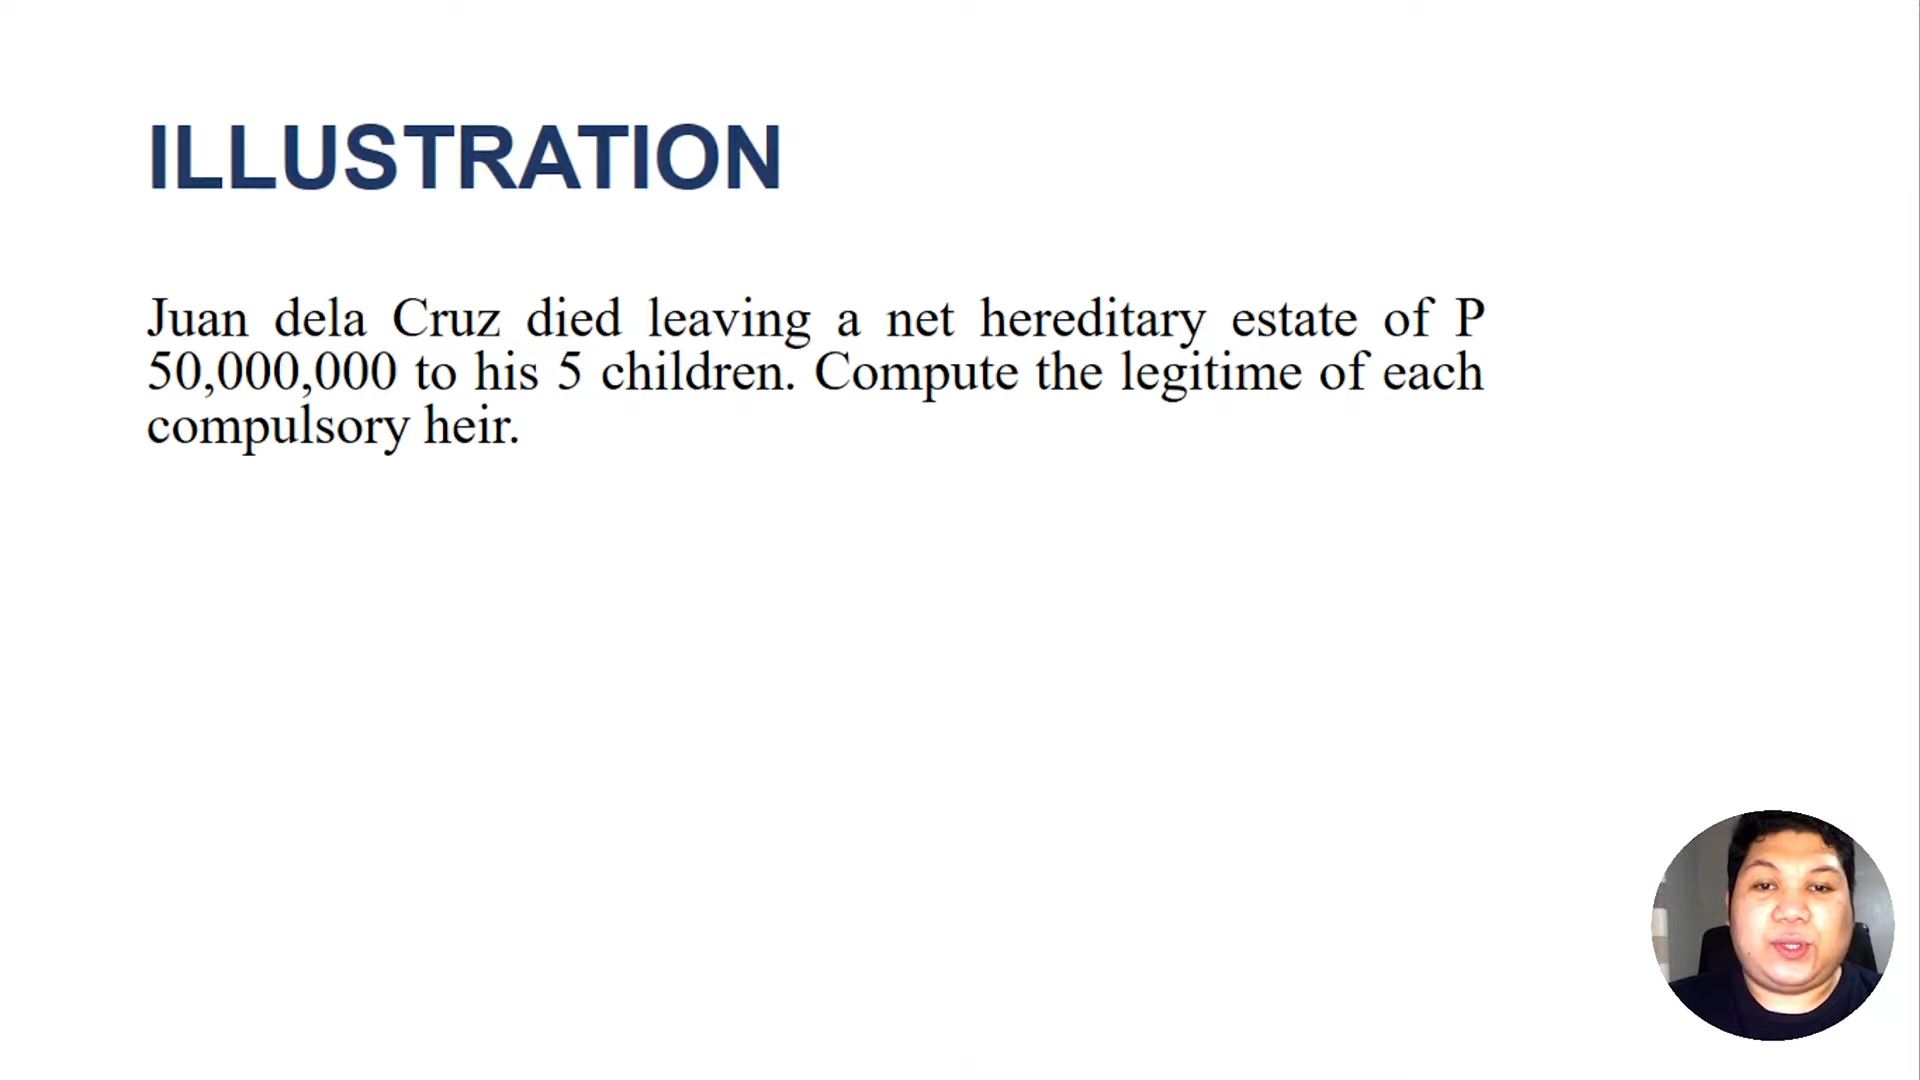 ILLUSTRATION
Juan dela Cruz died leaving a net hereditary estate of P
50,000,000 to his 5 children. Compute the legitime of each
compulsory heir.